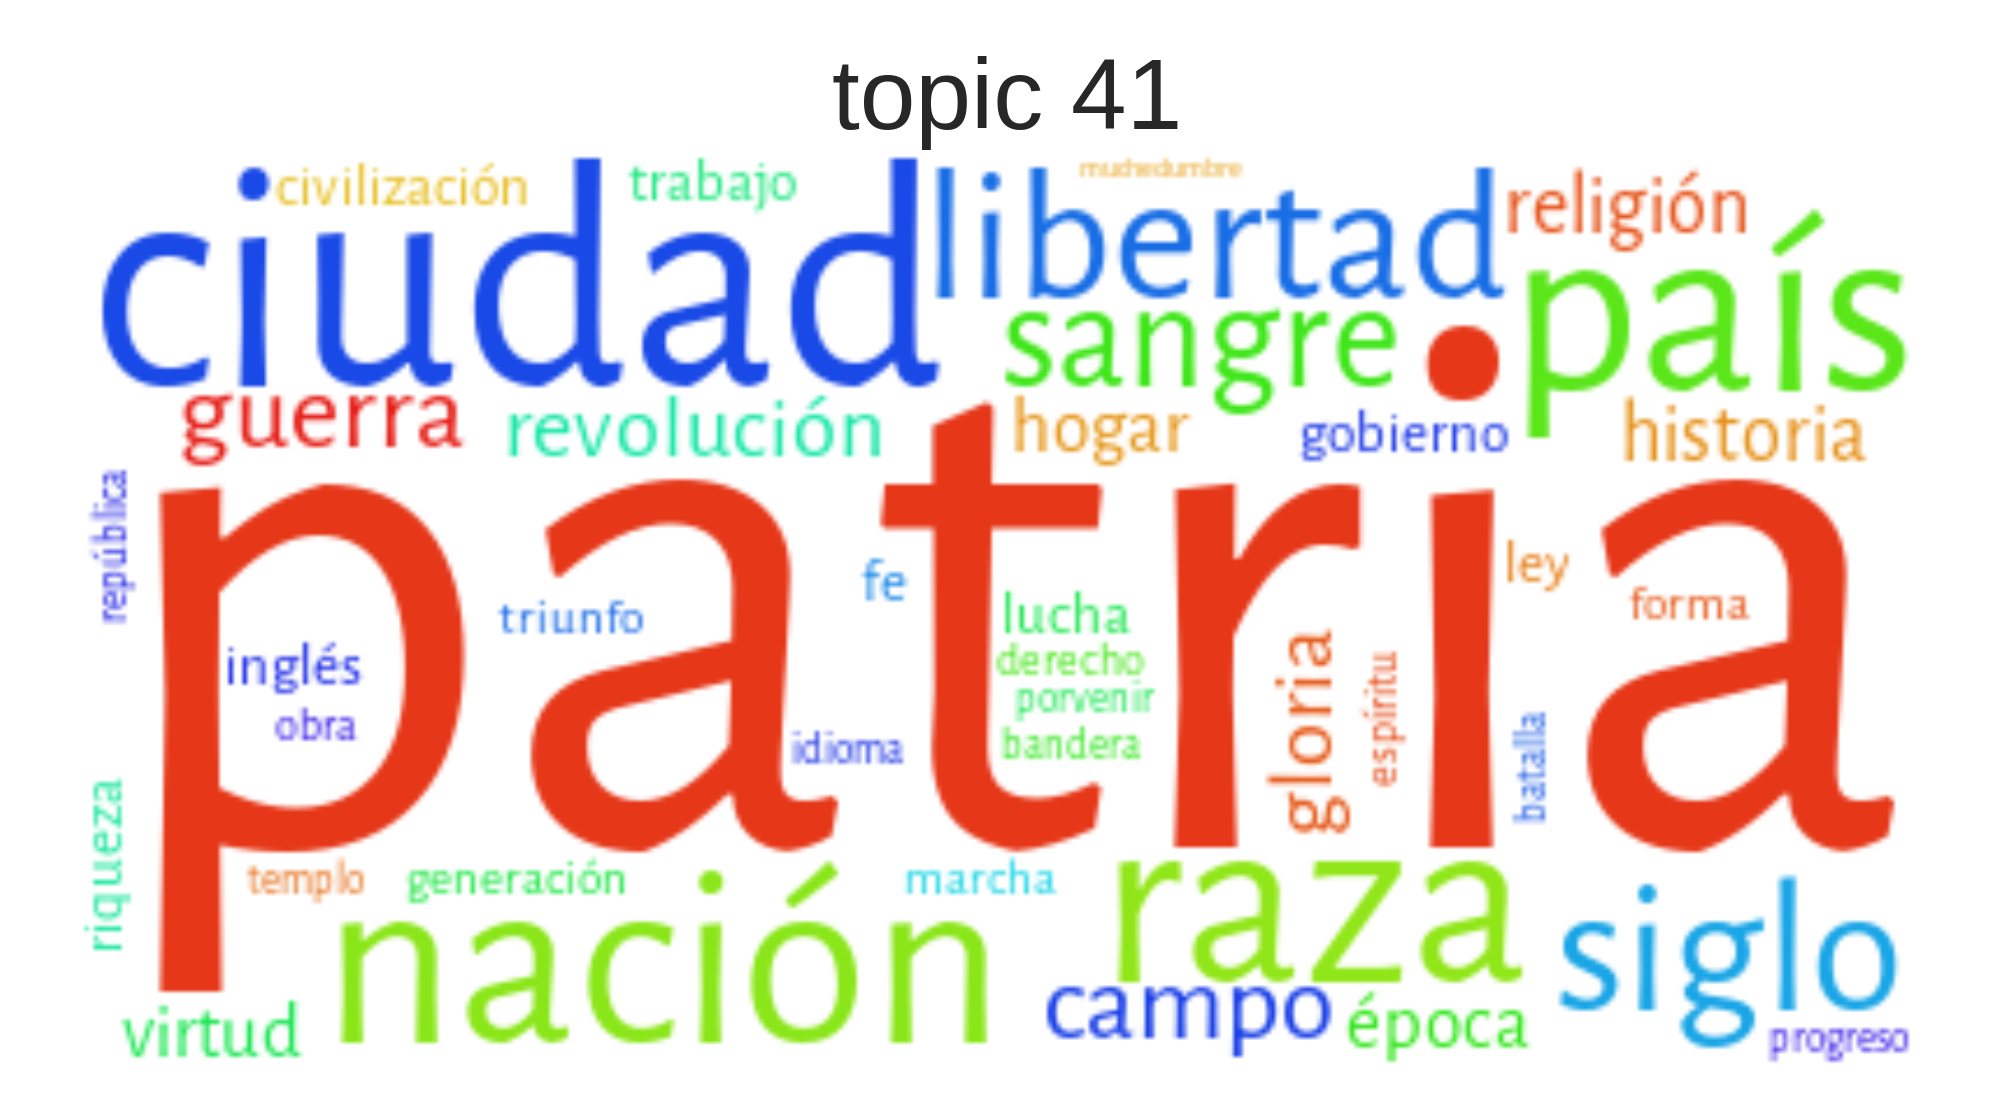 topic 41
civilización
trabajo
muchedumbre
ciudad
libertad
religión
país
sangre
guerra
revolución
hogar
gobierno
historia
república
patria
fe
ley
triunfo
lucha
forma
inglés
derecho
gloria
espíritu
porvenir
obra
idioma
bandera
batalla
riqueza
templo
generación
marcha
raza
nación
siglo
virtud
campo
época
progreso